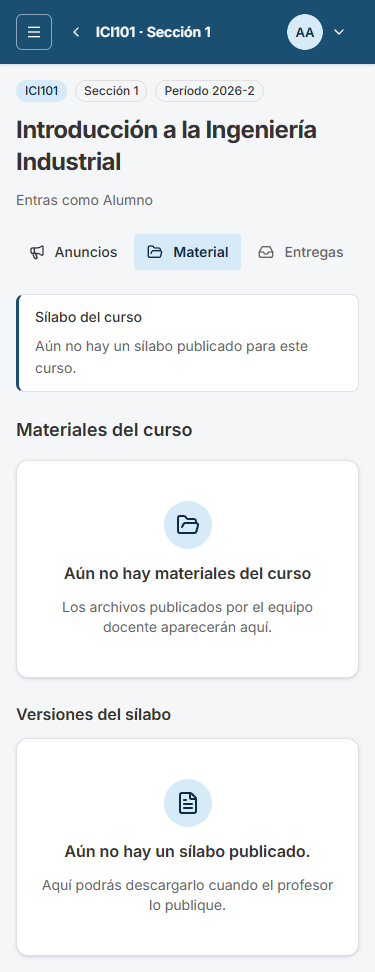 ICI101 · Sección 1
AA
ICI101
Sección 1
Período 2026-2
Introducción a la Ingeniería
Industrial
Entras como Alumno
Anuncios
Material
Entregas
Sílabo del curso
Aún no hay un sílabo publicado para este
curso.
Materiales del curso
Aún no hay materiales del curso
Los archivos publicados por el equipo
docente aparecerán aquí.
Versiones del sílabo
Aún no hay un sílabo publicado.
Aquí podrás descargarlo cuando el profesor
lo publique.